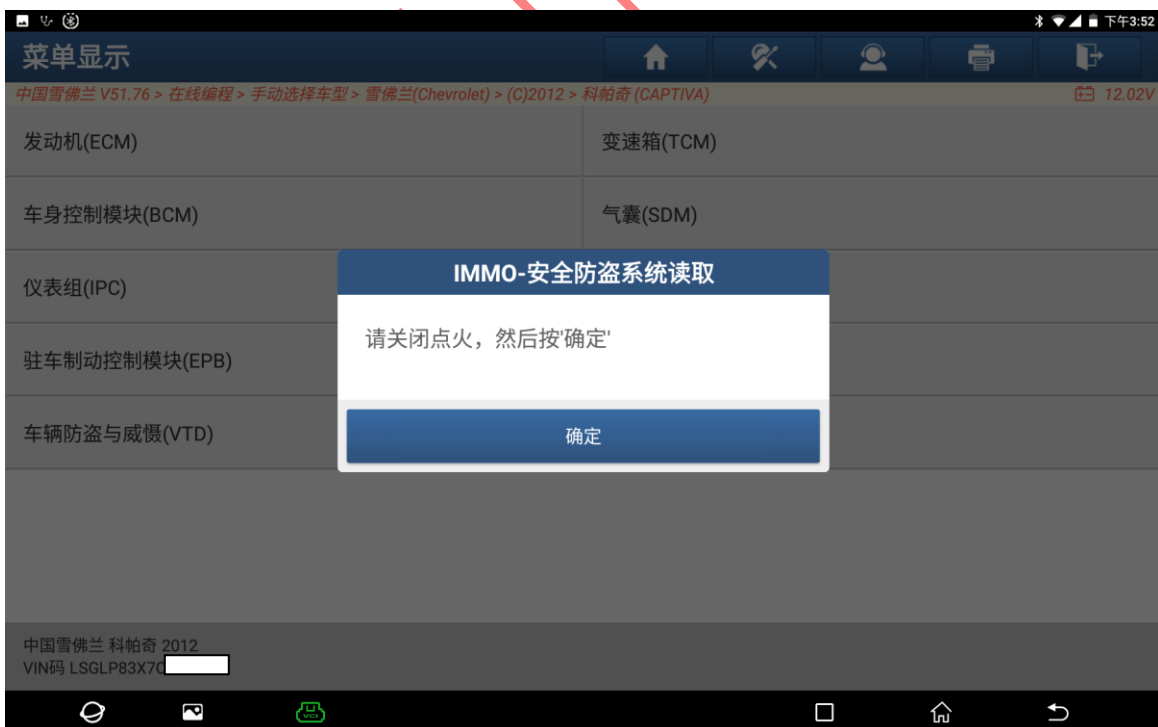 下午3:52
菜单显示
中国雪佛兰 V51.76 > 在线编程 > 手动选择车型 > 雪佛兰(Chevrolet) > (C)2012 > 科帕奇 (CAPTIVA)
12.02V
发动机(ECM)
变速箱(TCM)
车身控制模块(BCM)
气囊(SDM)
IMMO-安全防盗系统读取
仪表组(IPC)
请关闭点火，然后按'确定'
驻车制动控制模块(EPB)
车辆防盗与威慑(VTD)
确定
中国雪佛兰 科帕奇 2012
VIN码 LSGLP83X7
VCI